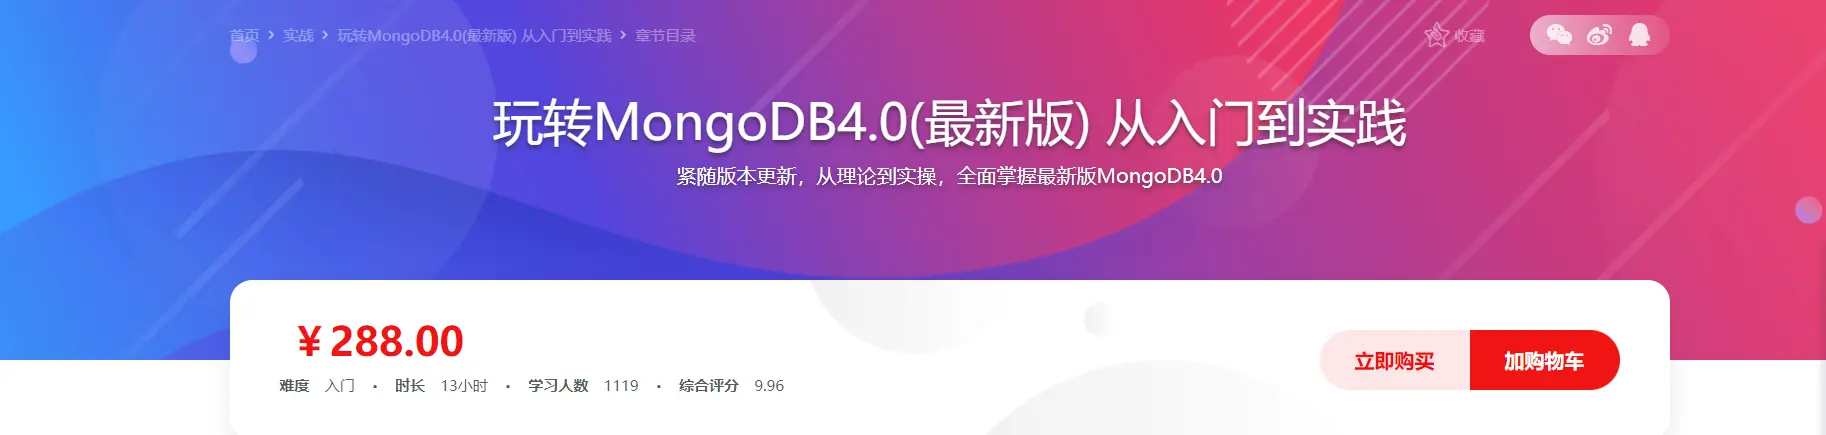 首页 > 实战 > 玩转MongoDB4.0(最新版) 从入门到实践 > 章节目录
收藏
玩转MongoDB4.0(最新版) 从入门到实践
紧随版本更新，从理论到实操，全面掌握最新版MongoDB4.0
￥288.00
难度 入门 · 时长 13小时 · 学习人数 1119 · 综合评分 9.96
立即购买
加购物车